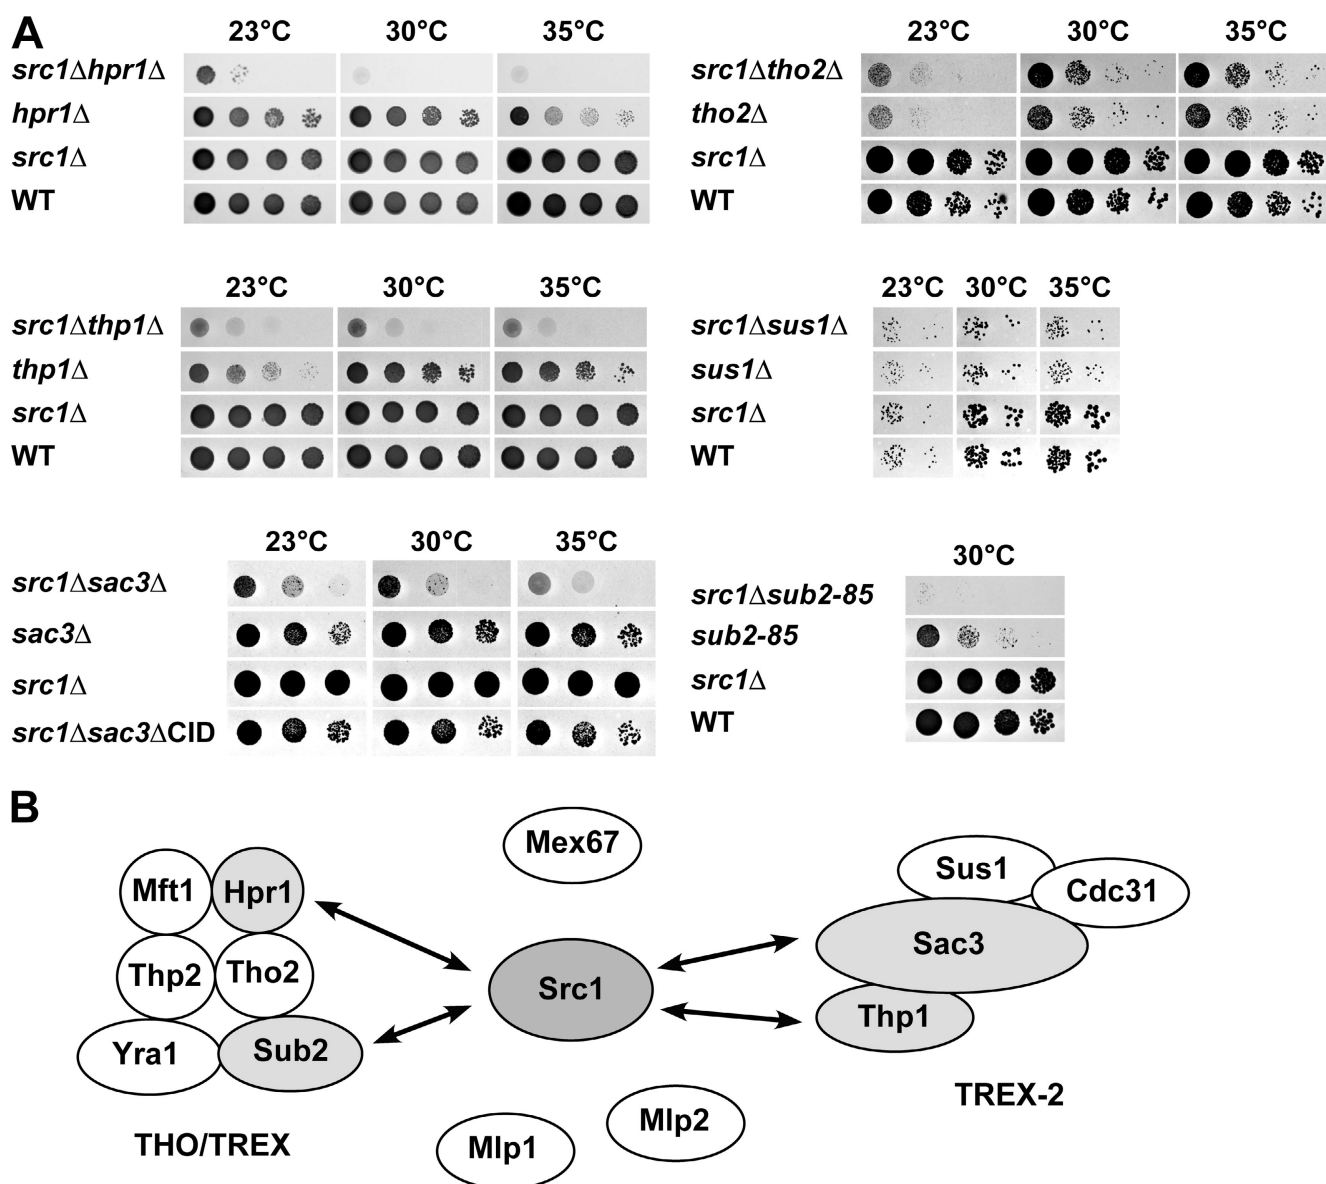 A
23°C 30°C 35°C
src1Δhpr1Δ
hpr1Δ
src1Δ
WT
23°C 30°C 35°C
src1Δtho2Δ
tho2Δ
src1Δ
WT
23°C 30°C 35°C
src1Δthp1Δ
thp1Δ
src1Δ
WT
23°C 30°C 35°C
src1Δsus1Δ
sus1Δ
src1Δ
WT
23°C 30°C 35°C
src1Δsac3Δ
sac3Δ
src1Δ
src1Δsac3ΔCID
30°C
src1Δsub2-85
sub2-85
src1Δ
WT
B
Mex67
Mft1 Hpr1
Thp2 Tho2
Yra1 Sub2
THO/TREX
Src1
Mlp1
Mlp2
Sus1
Cdc31
Sac3
Thp1
TREX-2